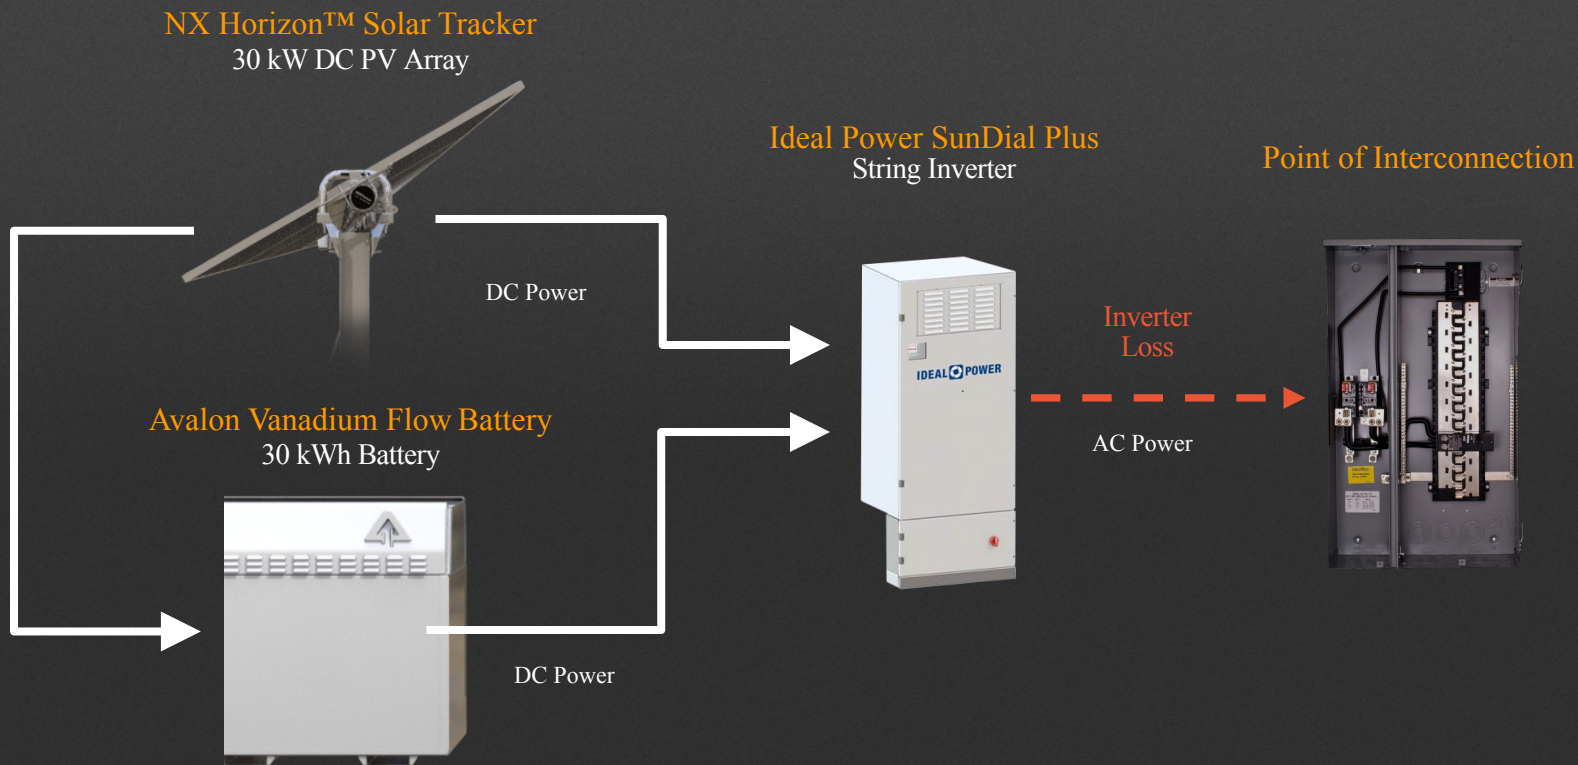 NX Horizon™ Solar Tracker
30 kW DC PV Array
Ideal Power SunDial Plus
String Inverter
Point of Interconnection
DC Power
Inverter
Loss
IDEAL POWER
AC Power
Avalon Vanadium Flow Battery
30 kWh Battery
DC Power